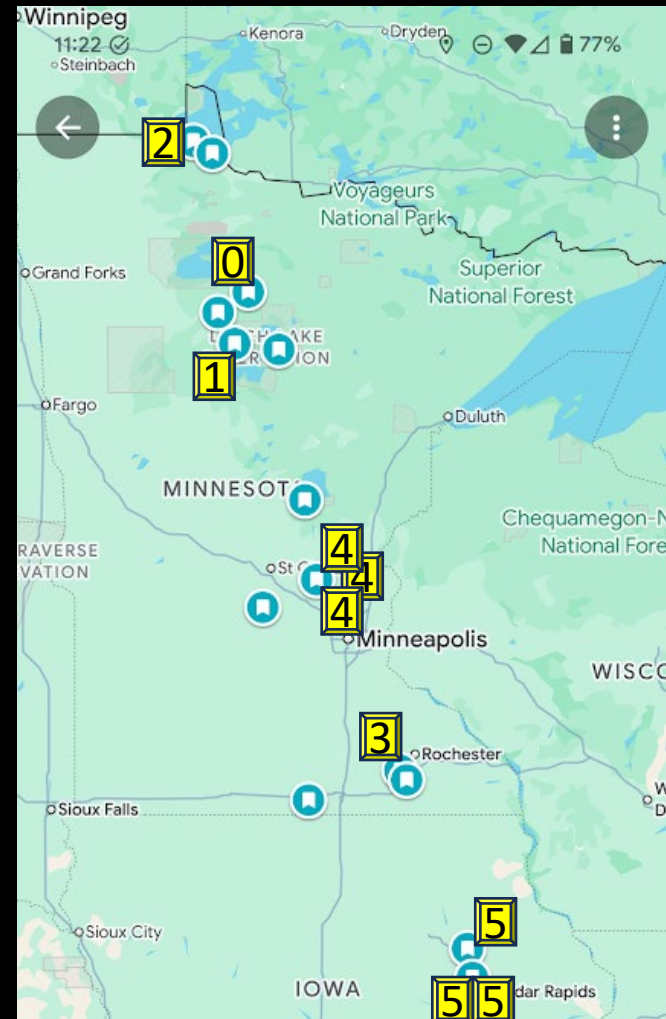 Winnipeg
Kenora
Dryden
11:22
77%
Steinbach
2
Voyageurs
National Park
0
Grand Forks
Superior
National Forest
1
Fargo
Duluth
MINNESOT
Chequamegon-N
National Fore
RAVERSE
VATION
4
St C
4
4
Minneapolis
WISCO
3
Rochester
Sioux Falls
W
D
5
Sioux City
IOWA
5
5
dar Rapids